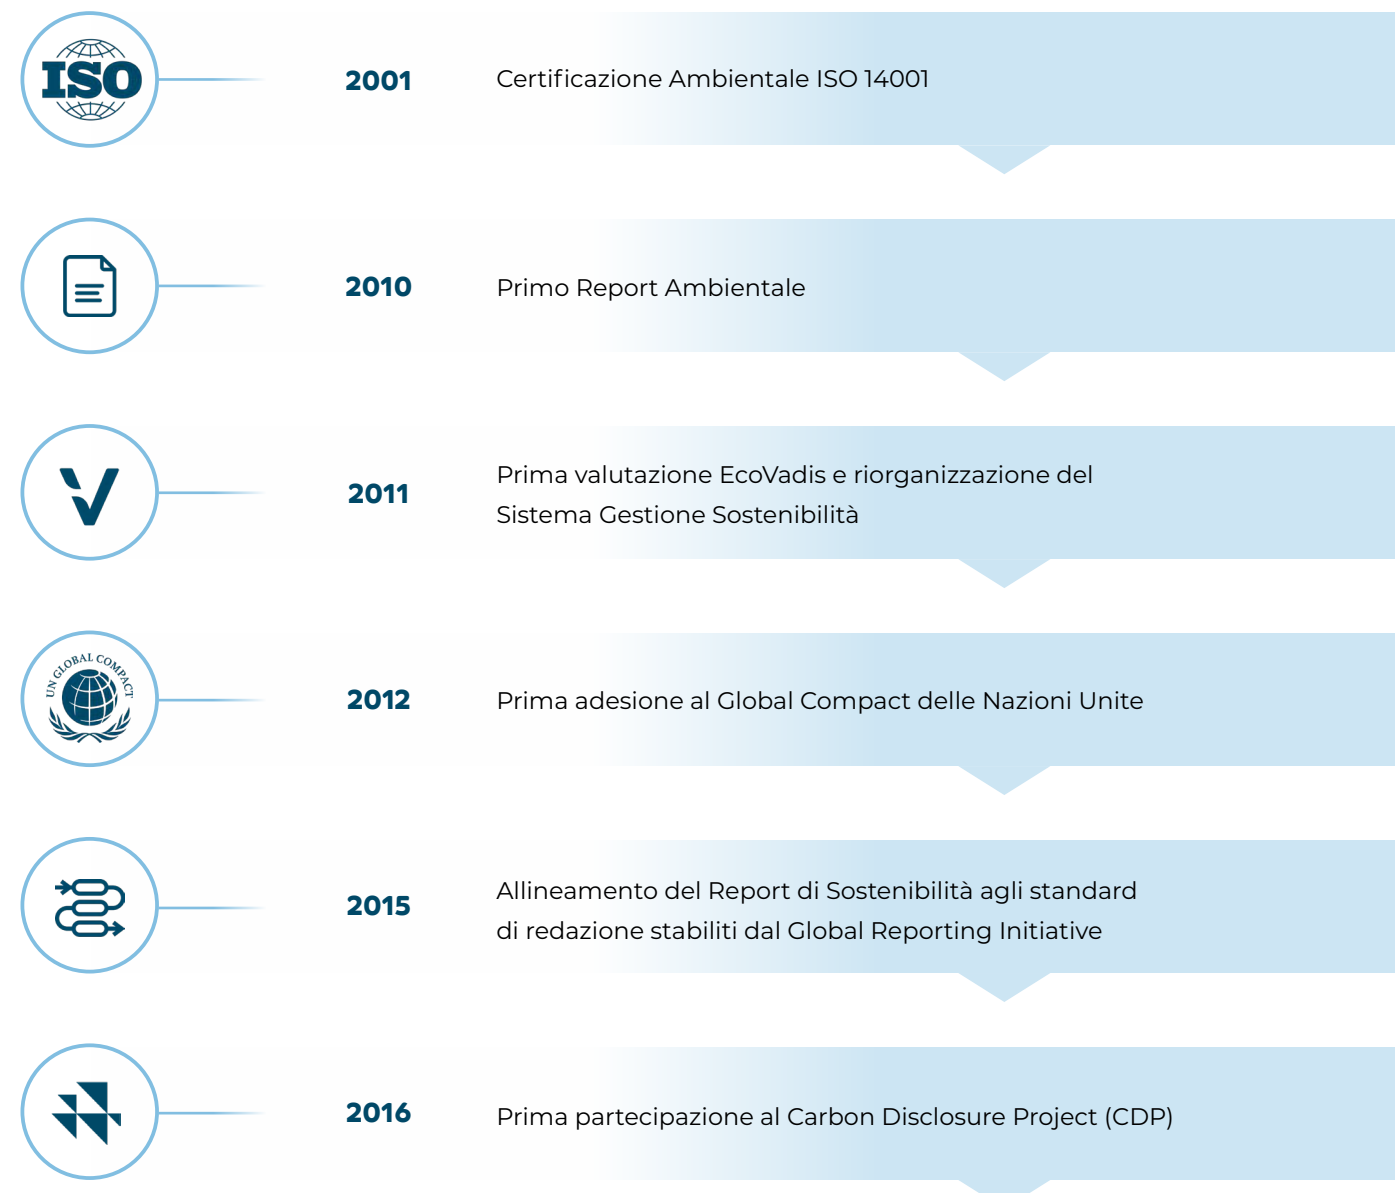 ISO
2001
Certificazione Ambientale ISO 14001
2010
Primo Report Ambientale
2011
Prima valutazione EcoVadis e riorganizzazione del
Sistema Gestione Sostenibilità
UN GLOBAL COMPACT
2012
Prima adesione al Global Compact delle Nazioni Unite
2015
Allineamento del Report di Sostenibilità agli standard
di redazione stabiliti dal Global Reporting Initiative
2016
Prima partecipazione al Carbon Disclosure Project (CDP)